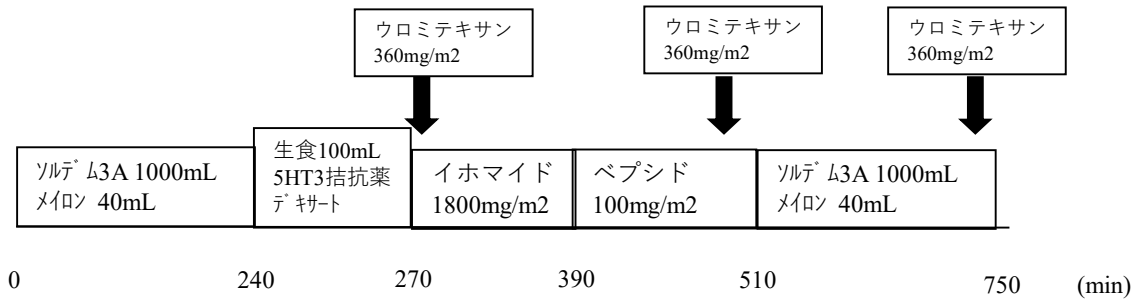 ウロミテキサン
360mg/m2
ウロミテキサン
360mg/m2
ウロミテキサン
360mg/m2
ｿﾙﾃﾞﾑ3A 1000mL
ﾒｲﾛﾝ 40mL
生食100mL
5HT3拮抗薬
ﾃﾞｷｻｰﾄ
イホマイド
1800mg/m2
ベプシド
100mg/m2
ｿﾙﾃﾞﾑ3A 1000mL
ﾒｲﾛﾝ 40mL
0 240 270 390 510 750 (min)